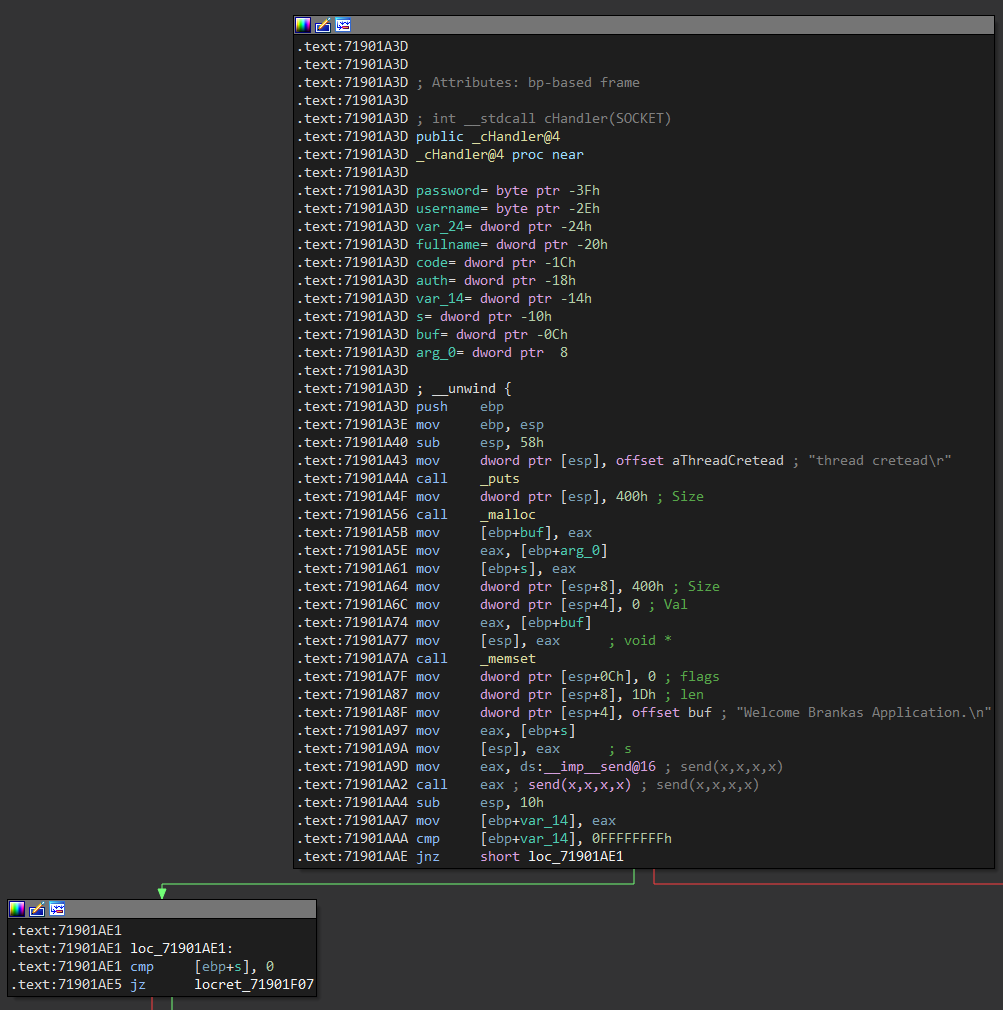 .text:71901A3D
.text:71901A3D
.text:71901A3D ; Attributes: bp-based frame
.text:71901A3D
.text:71901A3D ; int __stdcall cHandler(SOCKET)
.text:71901A3D public _cHandler@4
.text:71901A3D _cHandler@4 proc near
.text:71901A3D
.text:71901A3D password= byte ptr -3Fh
.text:71901A3D username= byte ptr -2Eh
.text:71901A3D var_24= dword ptr -24h
.text:71901A3D fullname= dword ptr -20h
.text:71901A3D code= dword ptr -1Ch
.text:71901A3D auth= dword ptr -18h
.text:71901A3D var_14= dword ptr -14h
.text:71901A3D s= dword ptr -10h
.text:71901A3D buf= dword ptr -0Ch
.text:71901A3D arg_0= dword ptr  8
.text:71901A3D
.text:71901A3D ; __unwind {
.text:71901A3D push    ebp
.text:71901A3E mov     ebp, esp
.text:71901A40 sub     esp, 58h
.text:71901A43 mov     dword ptr [esp], offset aThreadCretead ; "thread cretead\r"
.text:71901A4A call    _puts
.text:71901A4F mov     dword ptr [esp], 400h ; Size
.text:71901A56 call    _malloc
.text:71901A5B mov     [ebp+buf], eax
.text:71901A5E mov     eax, [ebp+arg_0]
.text:71901A61 mov     [ebp+s], eax
.text:71901A64 mov     dword ptr [esp+8], 400h ; Size
.text:71901A6C mov     dword ptr [esp+4], 0 ; Val
.text:71901A74 mov     eax, [ebp+buf]
.text:71901A77 mov     [esp], eax      ; void *
.text:71901A7A call    _memset
.text:71901A7F mov     dword ptr [esp+0Ch], 0 ; flags
.text:71901A87 mov     dword ptr [esp+8], 1Dh ; len
.text:71901A8F mov     dword ptr [esp+4], offset buf ; "Welcome Brankas Application.\n"
.text:71901A97 mov     eax, [ebp+s]
.text:71901A9A mov     [esp], eax      ; s
.text:71901A9D mov     eax, ds:__imp__send@16 ; send(x,x,x,x)
.text:71901AA2 call    eax ; send(x,x,x,x) ; send(x,x,x,x)
.text:71901AA4 sub     esp, 10h
.text:71901AA7 mov     [ebp+var_14], eax
.text:71901AAA cmp     [ebp+var_14], 0FFFFFFFFh
.text:71901AAE jnz     short loc_71901AE1
.text:71901AE1
.text:71901AE1 loc_71901AE1:
.text:71901AE1 cmp     [ebp+s], 0
.text:71901AE5 jz      locret_71901F07